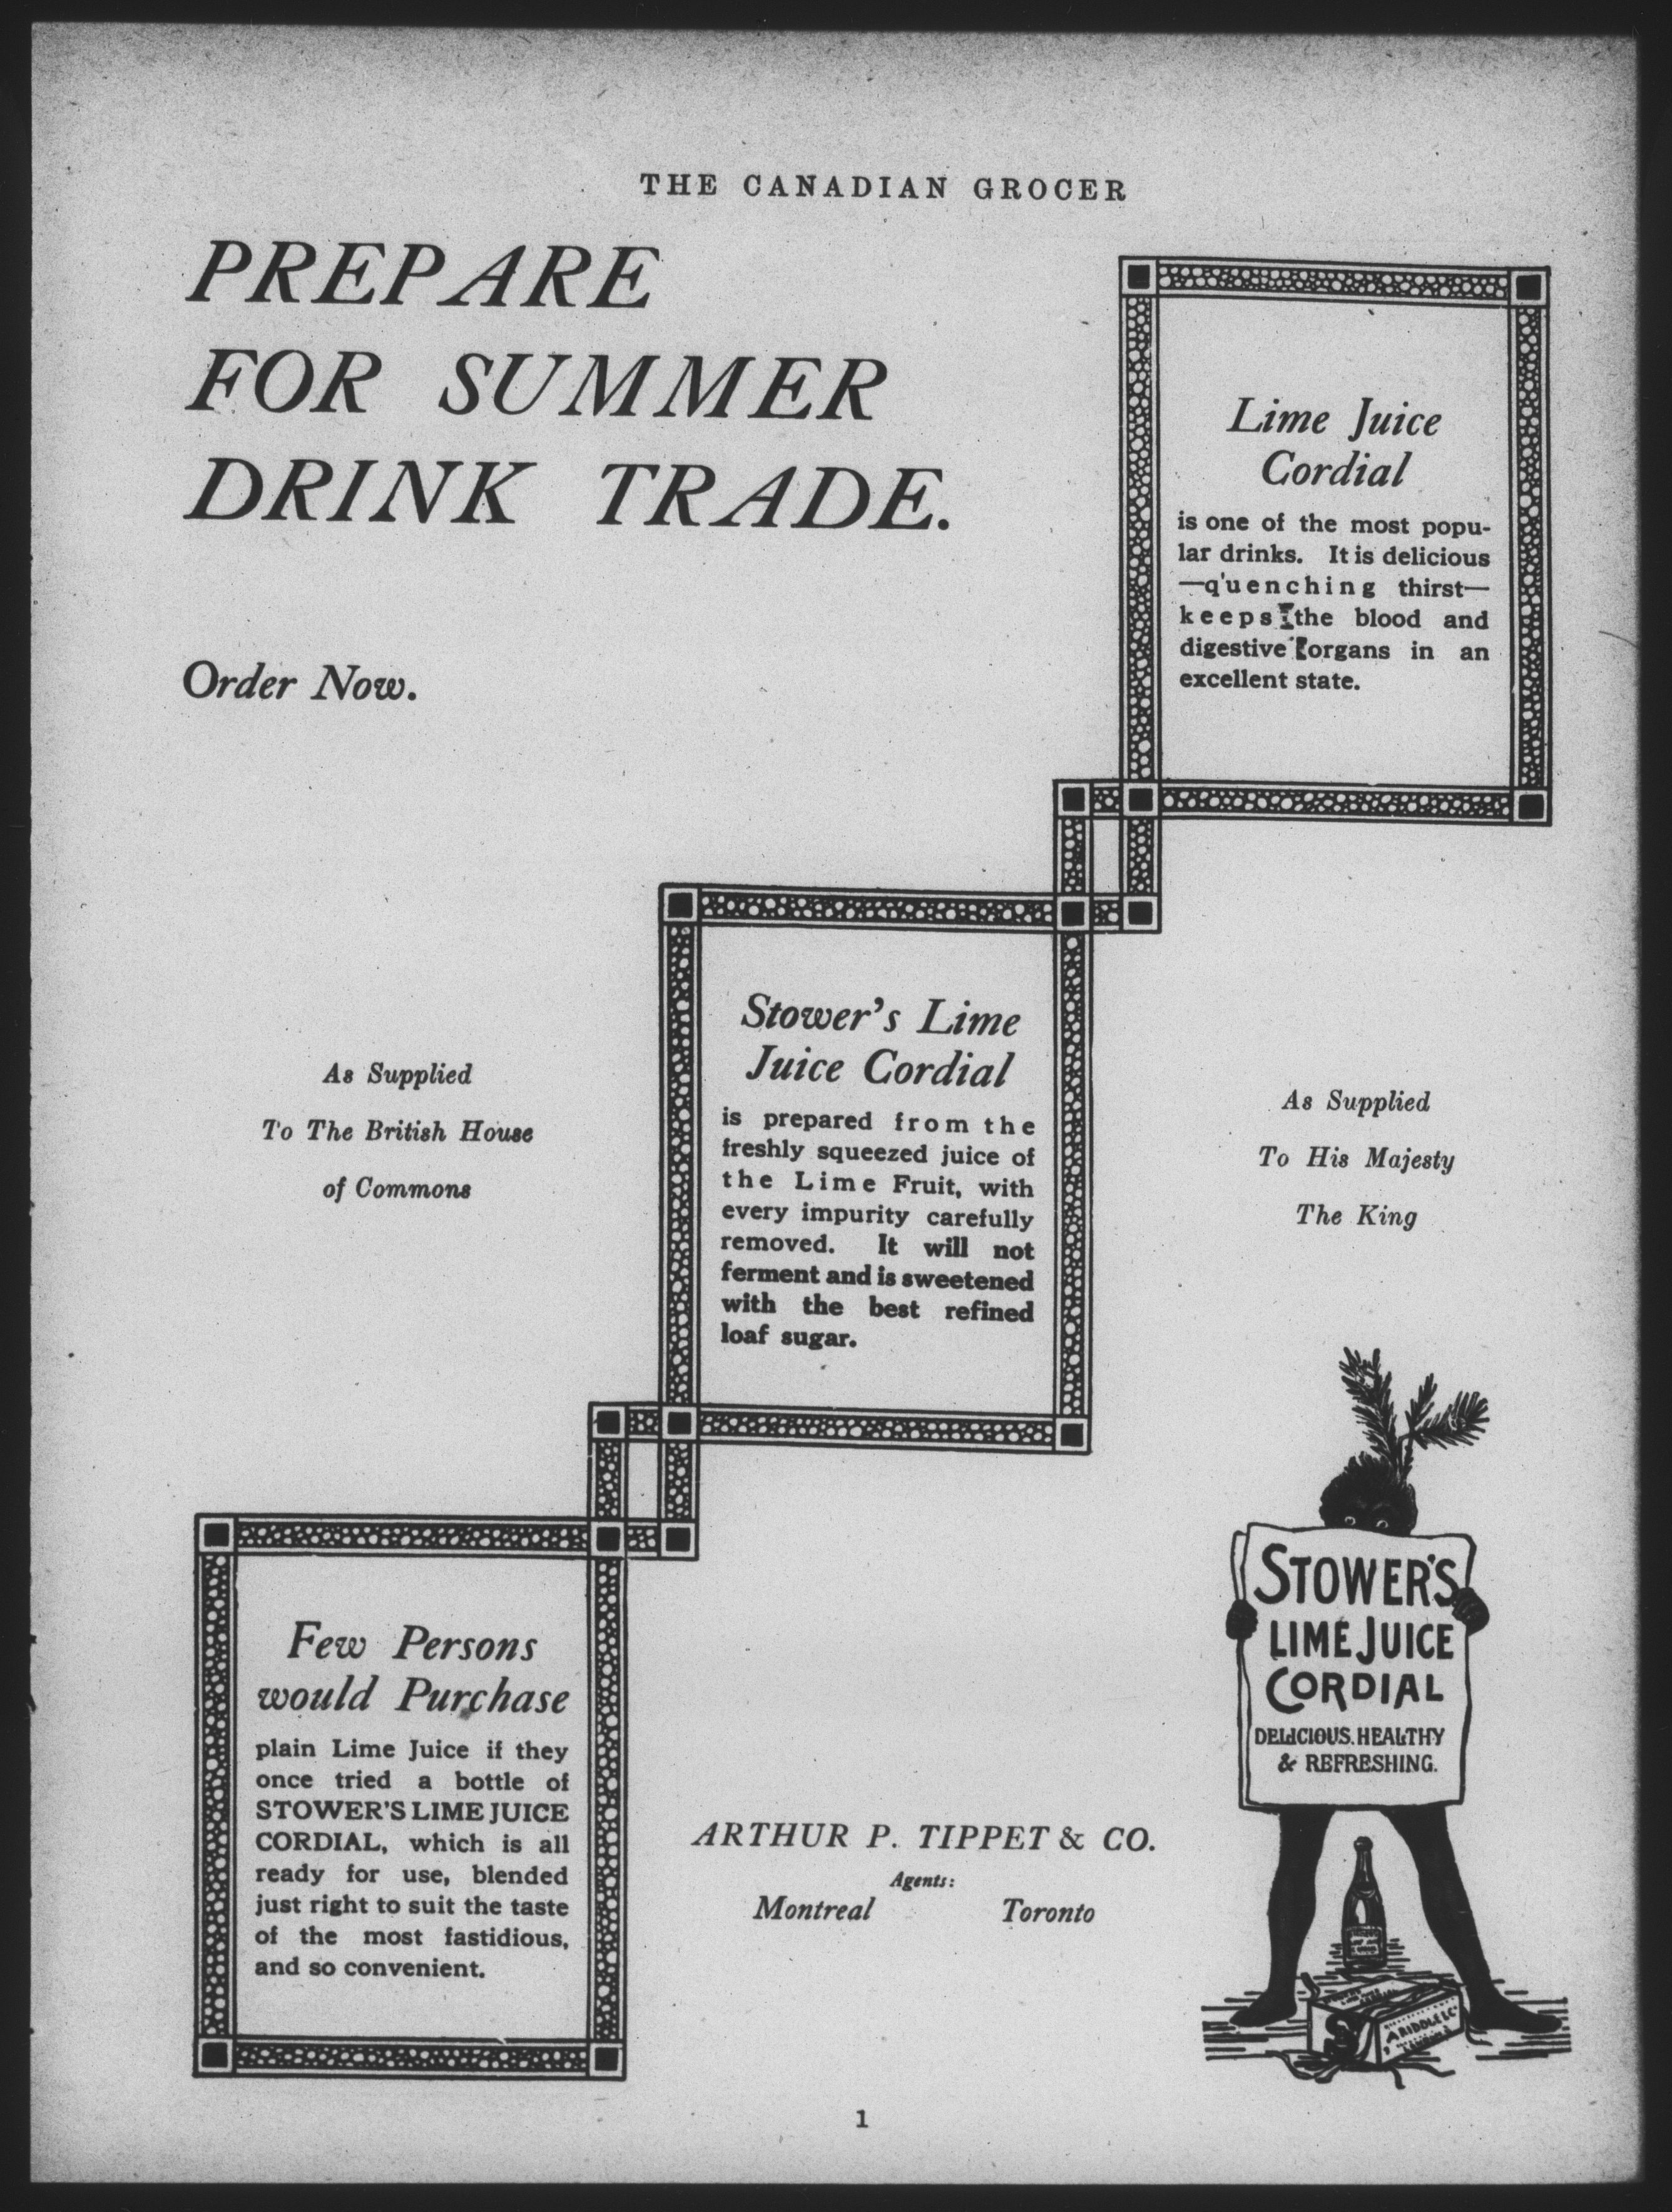 THE CANADIAN GROCER
PREPARE
FOR SUMMER
DRINK TRADE.
Order Now.
Lime Juice
Cordial
is one of the most popu-
lar drinks. It is delicious
—quenching thirst—
keeps the blood and
digestive organs in an
excellent state.
Stower's Lime
Juice Cordial
is prepared from the
freshly squeezed juice of
the Lime Fruit, with
every impurity carefully
removed. It will not
ferment and is sweetened
with the best refined
loaf sugar.
As Supplied
To The British House
of Commons
As Supplied
To His Majesty
The King
Few Persons
would Purchase
plain Lime Juice if they
once tried a bottle of
STOWER'S LIME JUICE
CORDIAL, which is all
ready for use, blended
just right to suit the taste
of the most fastidious,
and so convenient.
ARTHUR P. TIPPET & CO.
Agents:
Montreal Toronto
STOWER'S
LIME JUICE
CORDIAL
DELICIOUS. HEALTHY
& REFRESHING.
1